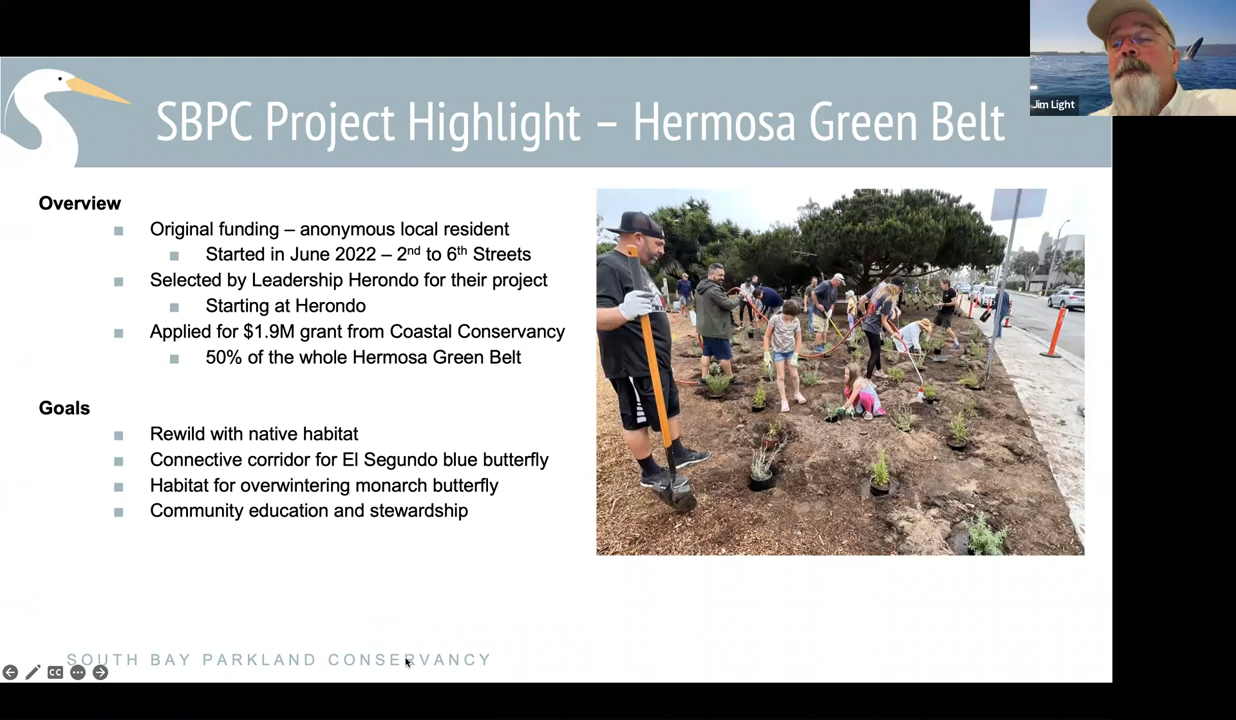 Jim Light
SBPC Project Highlight – Hermosa Green Belt
Overview
Original funding – anonymous local resident
Started in June 2022 – 2nd to 6th Streets
Selected by Leadership Herondo for their project
Starting at Herondo
Applied for $1.9M grant from Coastal Conservancy
50% of the whole Hermosa Green Belt
Goals
Rewild with native habitat
Connective corridor for El Segundo blue butterfly
Habitat for overwintering monarch butterfly
Community education and stewardship
SOUTH BAY PARKLAND CONSERVANCY
CC